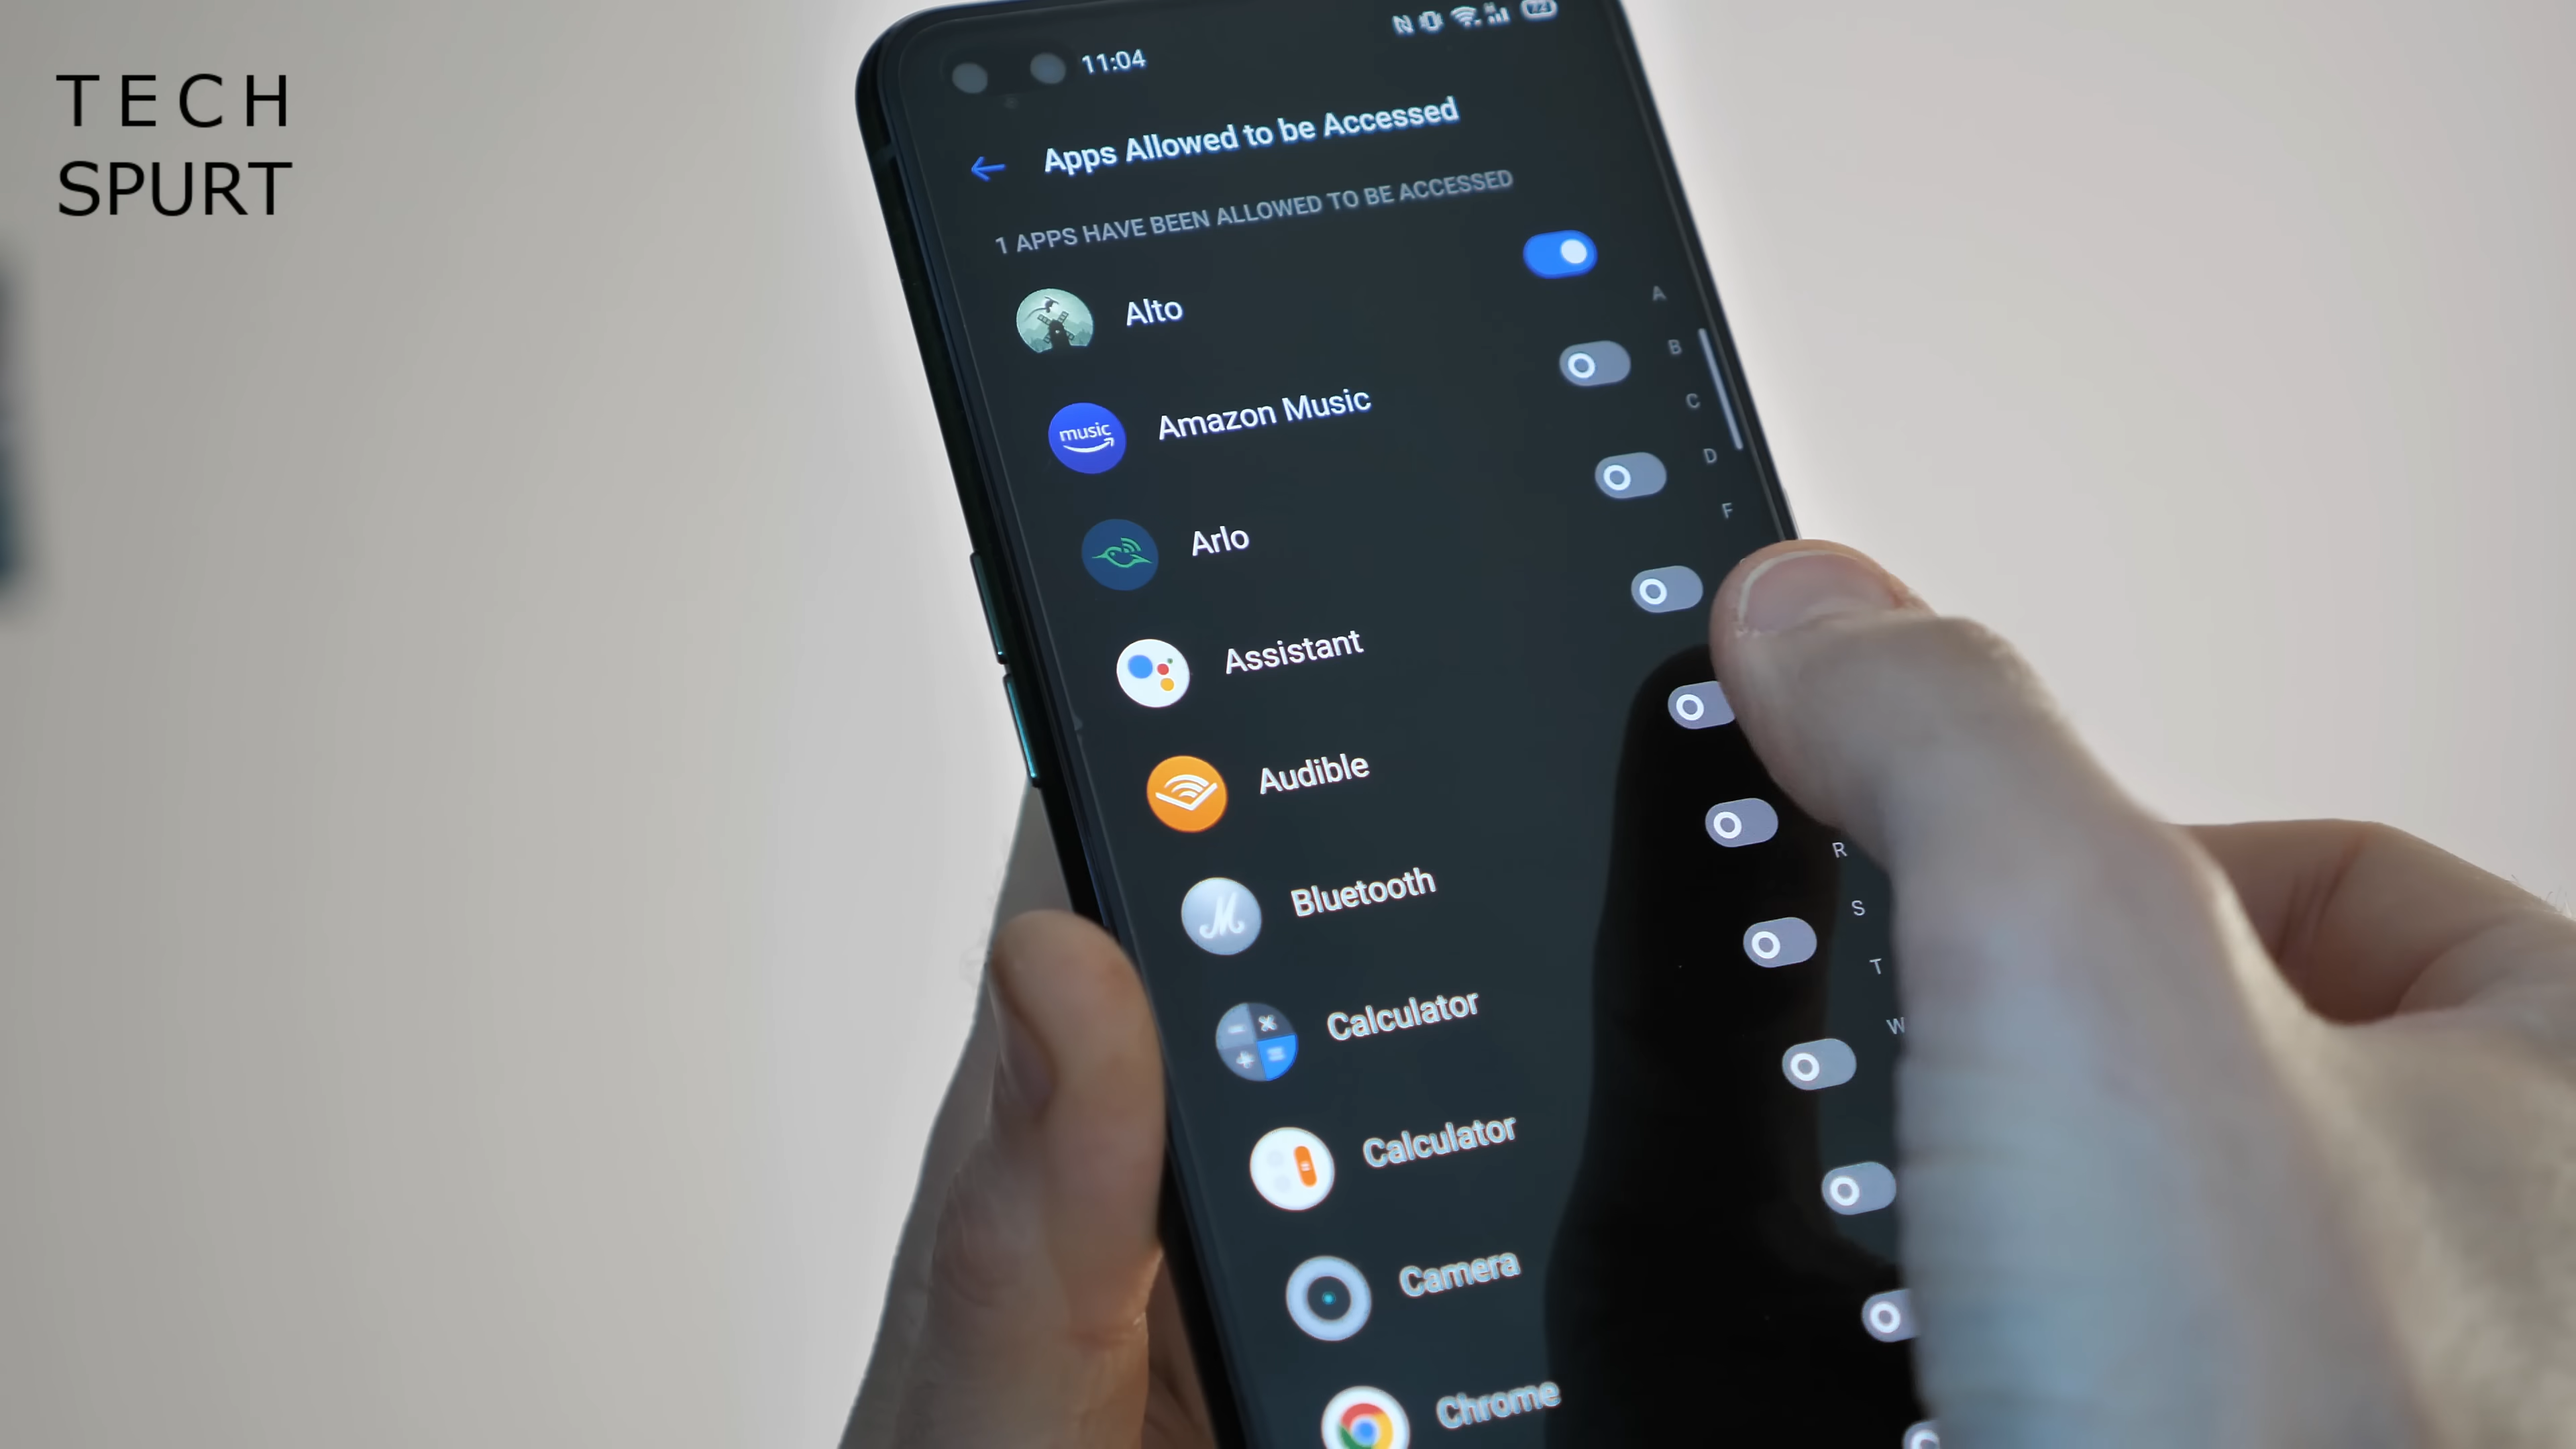 TECH
SPURT
11:04
72
Apps Allowed to be Accessed
1 APPS HAVE BEEN ALLOWED TO BE ACCESSED
Alto
music
Amazon Music
Arlo
Assistant
Audible
Bluetooth
Calculator
Calculator
Camera
Chrome
A
B
C
D
F
R
S
T
W